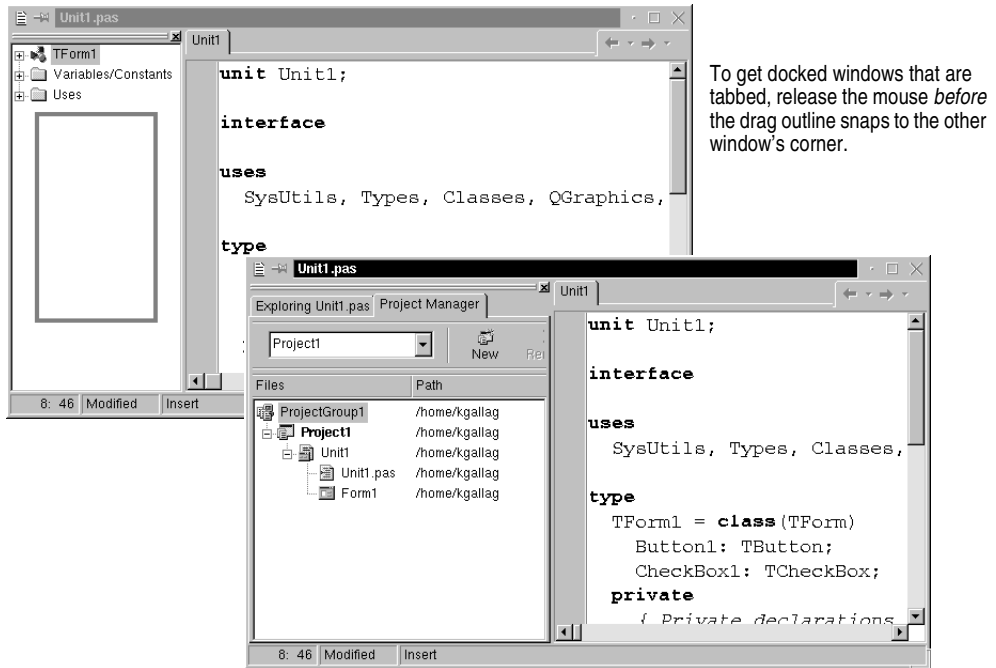 Unit1.pas
TForm1
Variables/Constants
Uses
Unit1
unit Unit1;
interface
uses
SysUtils, Types, Classes, QGraphics,
type
8: 46 Modified Insert
To get docked windows that are
tabbed, release the mouse before
the drag outline snaps to the other
window's corner.
Unit1.pas
Exploring Unit1.pas Project Manager
Project1
New
Files Path
ProjectGroup1 /home/kgallag
Project1 /home/kgallag
Unit1 /home/kgallag
Unit1.pas /home/kgallag
Form1 /home/kgallag
Unit1
unit Unit1;
interface
uses
SysUtils, Types, Classes,
type
TForm1 = class(TForm)
Button1: TButton;
CheckBox1: TCheckBox;
private
{ Private declarations
8: 46 Modified Insert